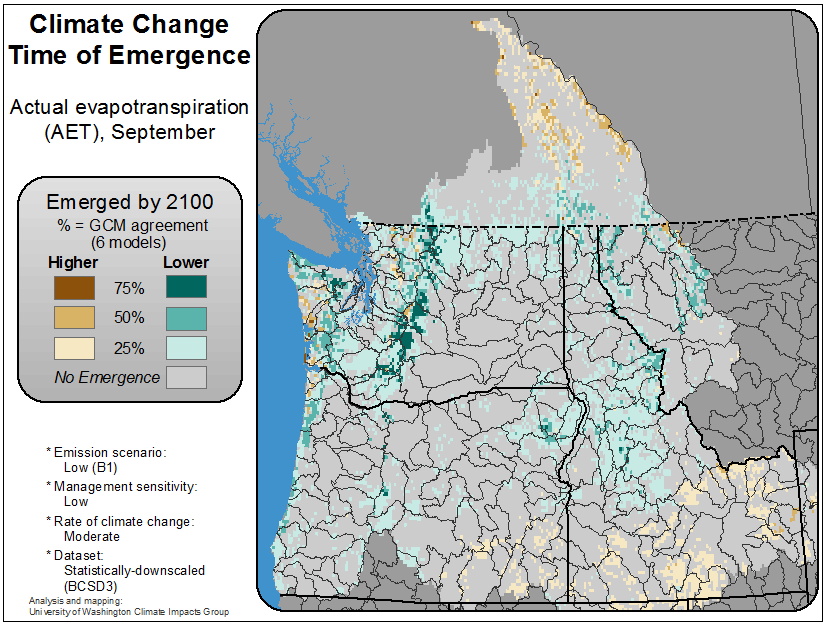 Climate Change
Time of Emergence
Actual evapotranspiration
(AET), September
Emerged by 2100
% = GCM agreement
(6 models)
Higher Lower
75%
50%
25%
No Emergence
* Emission scenario:
Low (B1)
* Management sensitivity:
Low
* Rate of climate change:
Moderate
* Dataset:
Statistically-downscaled
(BCSD3)
Analysis and mapping:
University of Washington Climate Impacts Group